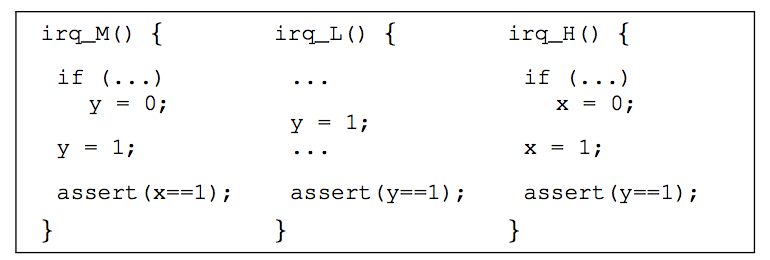 irq_M() {
if (...)
y = 0;
y = 1;
assert(x==1);
}
irq_L() {
...
y = 1;
...
assert(y==1);
}
irq_H() {
if (...)
x = 0;
x = 1;
assert(y==1);
}